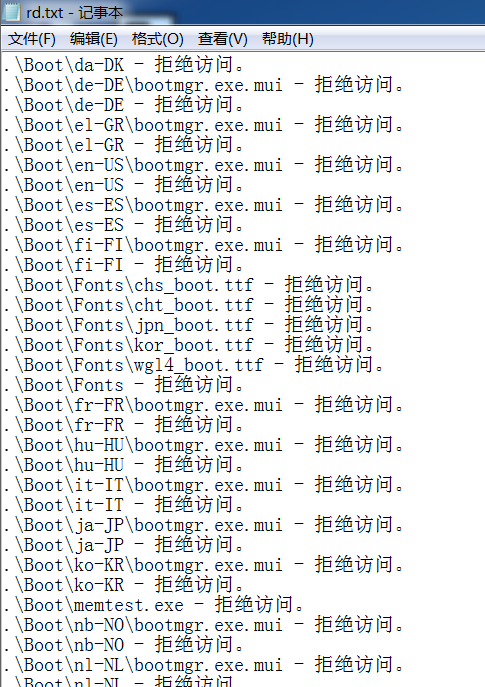 rd.txt - 记事本
文件(F) 编辑(E) 格式(O) 查看(V) 帮助(H)
.\Boot\da-DK - 拒绝访问。
.\Boot\de-DE\bootmgr.exe.mui - 拒绝访问。
.\Boot\de-DE - 拒绝访问。
.\Boot\el-GR\bootmgr.exe.mui - 拒绝访问。
.\Boot\el-GR - 拒绝访问。
.\Boot\en-US\bootmgr.exe.mui - 拒绝访问。
.\Boot\en-US - 拒绝访问。
.\Boot\es-ES\bootmgr.exe.mui - 拒绝访问。
.\Boot\es-ES - 拒绝访问。
.\Boot\fi-FI\bootmgr.exe.mui - 拒绝访问。
.\Boot\fi-FI - 拒绝访问。
.\Boot\Fonts\chs_boot.ttf - 拒绝访问。
.\Boot\Fonts\cht_boot.ttf - 拒绝访问。
.\Boot\Fonts\jpn_boot.ttf - 拒绝访问。
.\Boot\Fonts\kor_boot.ttf - 拒绝访问。
.\Boot\Fonts\wgl4_boot.ttf - 拒绝访问。
.\Boot\Fonts - 拒绝访问。
.\Boot\fr-FR\bootmgr.exe.mui - 拒绝访问。
.\Boot\fr-FR - 拒绝访问。
.\Boot\hu-HU\bootmgr.exe.mui - 拒绝访问。
.\Boot\hu-HU - 拒绝访问。
.\Boot\it-IT\bootmgr.exe.mui - 拒绝访问。
.\Boot\it-IT - 拒绝访问。
.\Boot\ja-JP\bootmgr.exe.mui - 拒绝访问。
.\Boot\ja-JP - 拒绝访问。
.\Boot\ko-KR\bootmgr.exe.mui - 拒绝访问。
.\Boot\ko-KR - 拒绝访问。
.\Boot\memtest.exe - 拒绝访问。
.\Boot\nb-NO\bootmgr.exe.mui - 拒绝访问。
.\Boot\nb-NO - 拒绝访问。
.\Boot\nl-NL\bootmgr.exe.mui - 拒绝访问。
.\Boot\nl-NL - 拒绝访问。